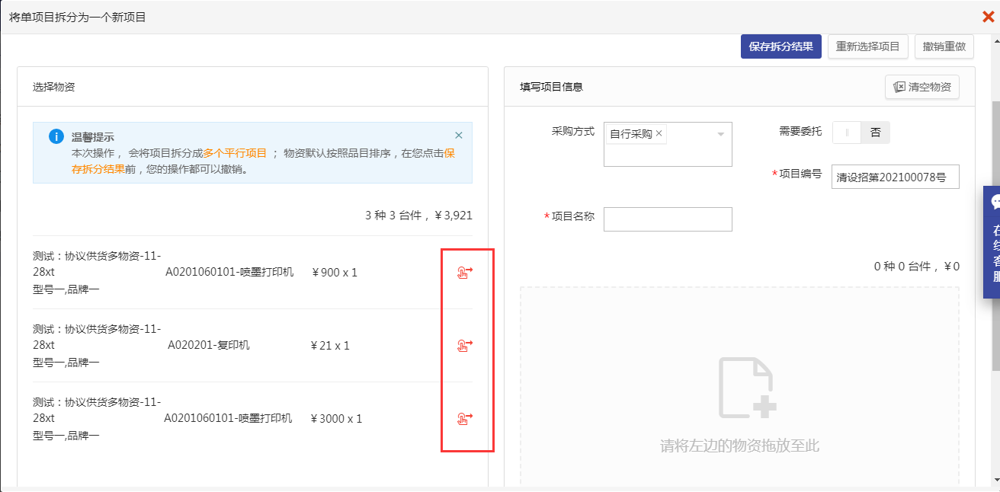 将单项目拆分为一个新项目
保存拆分结果
重新选择项目
撤销重做
选择物资
温馨提示
本次操作， 会将项目拆分成多个平行项目 ； 物资默认按照品目排序，在您点击保
存拆分结果前，您的操作都可以撤销。
3 种 3 台件，￥3,921
测试：协议供货多物资-11-
28xt
型号一,品牌一
A0201060101-喷墨打印机
￥900 x 1
测试：协议供货多物资-11-
28xt
型号一,品牌一
A020201-复印机
￥21 x 1
测试：协议供货多物资-11-
28xt
型号一,品牌一
A0201060101-喷墨打印机
￥3000 x 1
填写项目信息
清空物资
采购方式
自行采购
需要委托
否
*项目编号
清设招第202100078号
*项目名称
0 种 0 台件，￥0
请将左边的物资拖放至此
在
线
客
服